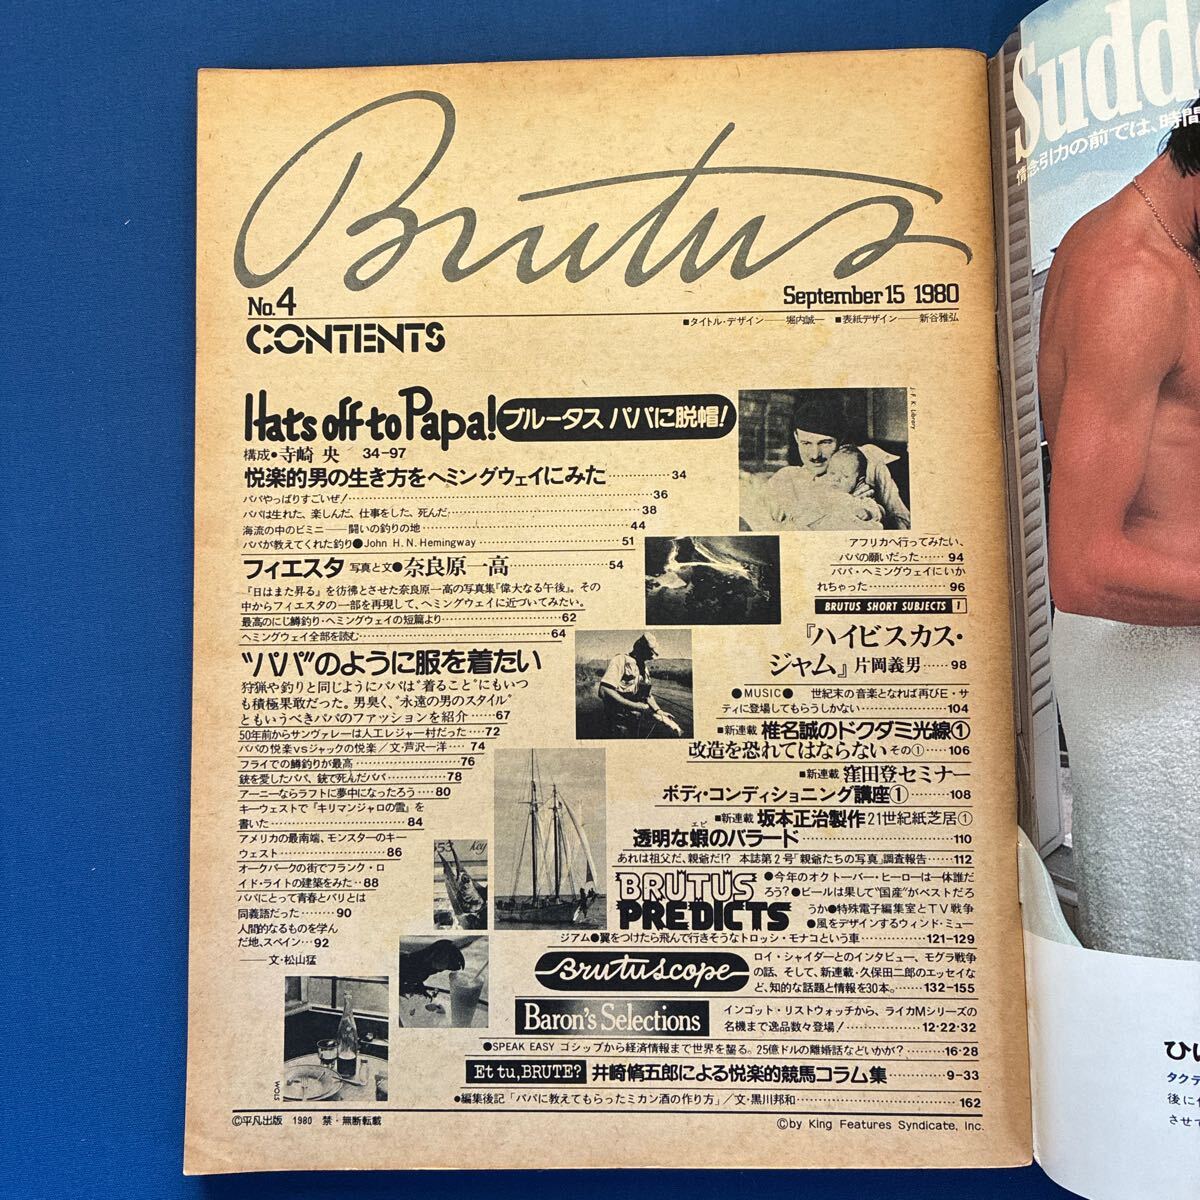 Brutus
No.4
September 15 1980
■タイトル・デザイン――堀内誠一 ■表紙デザイン――新谷雅弘
CONTENTS
Hats off to Papa! ブルータス パパに脱帽!
構成●寺崎 央 34-97
悦楽的男の生き方をヘミングウェイにみた……34
パパやっぱりすごいぜ!……36
パパは生れた、楽しんだ、仕事をした、死んだ……38
海流の中のビミニ――闘いの釣りの地……44
パパが教えてくれた釣り●John H. N. Hemingway……51
フィエスタ 写真と文●奈良原一高……54
『日はまた昇る』を彷彿とさせた奈良原一高の写真集『偉大なる午後』。その
中からフィエスタの一部を再現して、ヘミングウェイに近づいてみたい。
最高のにじ鱒釣り・ヘミングウェイの短篇より……62
ヘミングウェイ全部を読む……64
"パパ"のように服を着たい
狩猟や釣りと同じようにパパは"着ること"にもいつ
も積極果敢だった。男臭く、"永遠の男のスタイル"
ともいうべきパパのファッションを紹介……67
50年前からサンヴァレーは人工レジャー村だった……72
パパの悦楽vsジャックの悦楽/文・芦沢一洋……74
フライでの鱒釣りが最高……76
銃を愛したパパ、銃で死んだパパ……78
アーニーならラフトに夢中になったろう……80
キーウェストで『キリマンジャロの雪』を
書いた……84
アメリカの最南端、モンスターのキー
ウェスト……86
オークパークの街でフランク・ロ
イド・ライトの建築をみた……88
パパにとって青春とパリとは
同義語だった……90
人間的なるものを学ん
だ地、スペイン…92
――文・松山猛
J. F. K. Library
アフリカへ行ってみたい、
パパの願いだった……94
パパ・ヘミングウェイにいか
れちゃった……96
BRUTUS SHORT SUBJECTS 1
『ハイビスカス・
ジャム』片岡義男……98
●MUSIC● 世紀末の音楽となれば再びE・サ
ティに登場してもらうしかない……104
■新連載 椎名誠のドクダミ光線①
改造を恐れてはならない その①……106
■新連載 窪田登セミナー
ボディ・コンディショニング講座①……108
■新連載 坂本正治製作 21世紀紙芝居①
透明な蝦のバラード……110
エビ
あれは祖父だ、親爺だ!? 本誌第2号「親爺たちの写真」調査報告……112
BRUTUS PREDICTS
●今年のオクトーバー・ヒーローは一体誰だ
ろう?●ビールは果して"国産"がベストだろ
うか●特殊電子編集室とTV戦争
●風をデザインするウィンド・ミュー
ジアム●翼をつけたら飛んで行きそうなトロッシ・モナコという車……121-129
Brutuscope
ロイ・シャイダーとのインタビュー、モグラ戦争
の話、そして、新連載・久保田二郎のエッセイな
ど、知的な話題と情報を30本。……132-155
Baron's Selections
インゴット・リストウォッチから、ライカMシリーズの
名機まで逸品数々登場!……12・22・32
●SPEAK EASY ゴシップから経済情報まで世界を齧る。25億ドルの離婚話などいかが?……16・28
Et tu, BRUTE? 井崎脩五郎による悦楽的競馬コラム集……9-33
●編集後記「パパに教えてもらったミカン酒の作り方」/文・黒川邦和……162
WOLS
©平凡出版 1980 禁・無断転載
©by King Features Syndicate, Inc.
953 key
Sudd
情念引力の前では、時間
ひ
タクテ
後に
させて